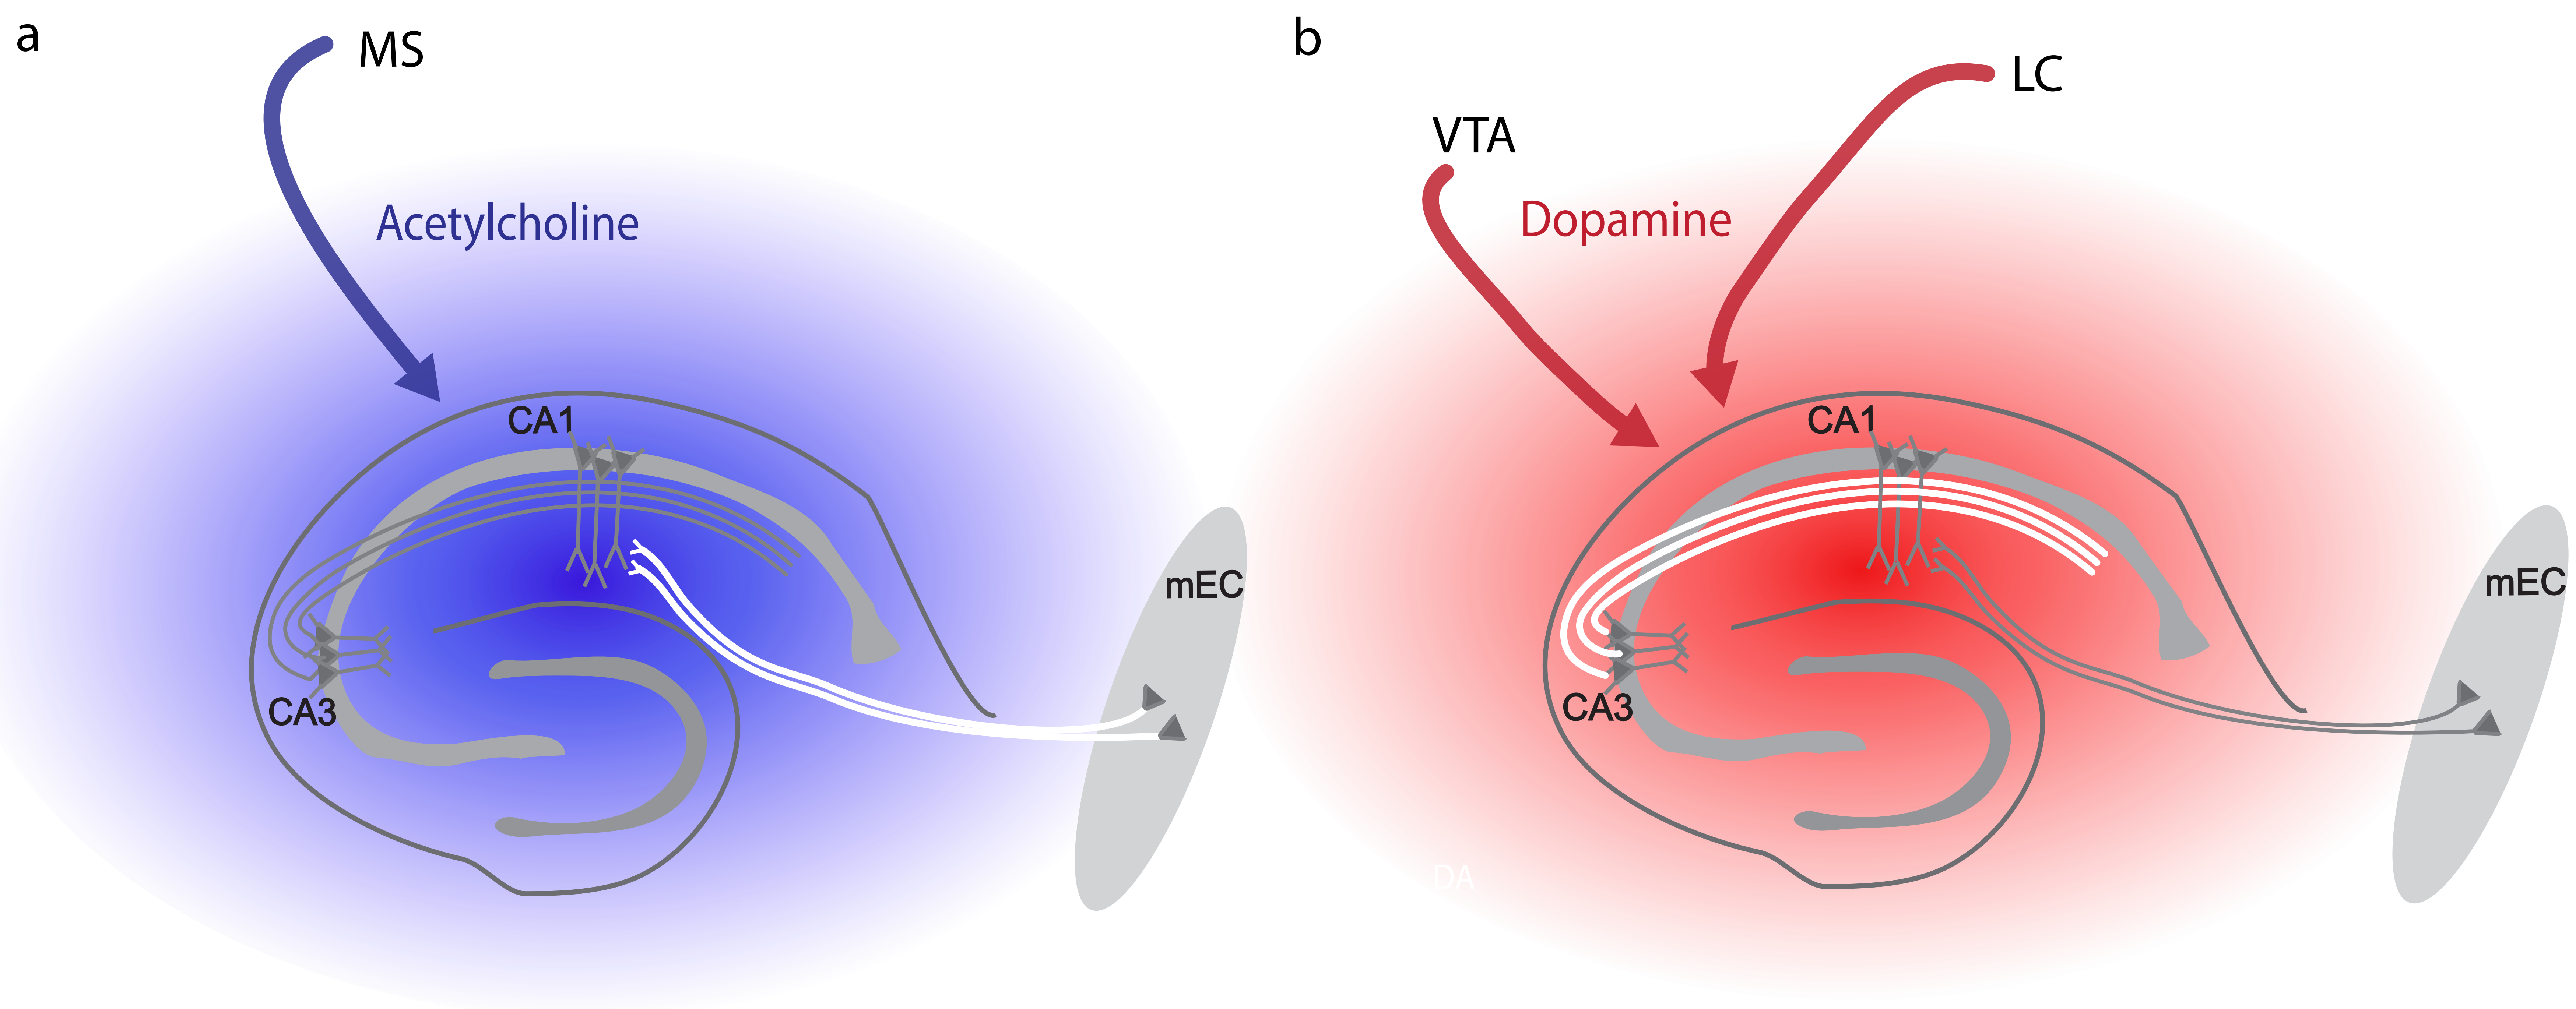 a
MS
Acetylcholine
CA1
mEC
CA3
b
LC
VTA
Dopamine
CA1
mEC
CA3
DA